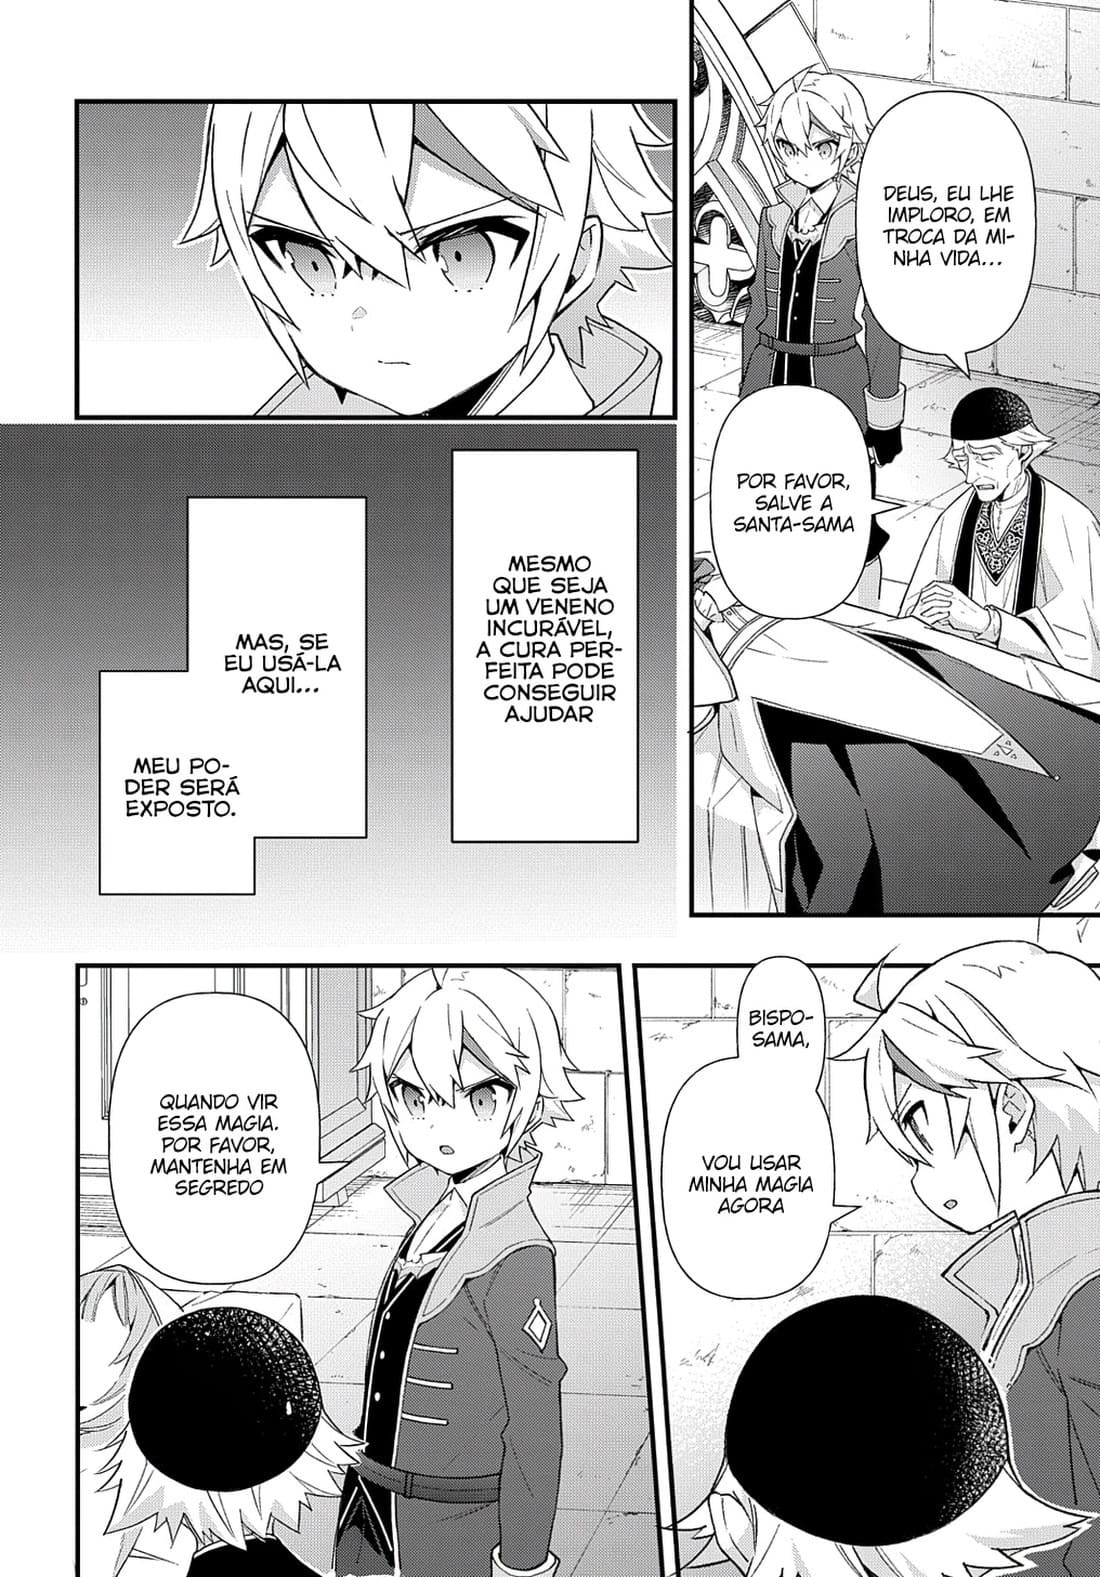 DEUS, EU LHE
IMPLORO, EM
TROCA DA MI-
NHA VIDA...
POR FAVOR,
SALVE A
SANTA-SAMA
MESMO
QUE SEJA
UM VENENO
INCURÁVEL,
A CURA PER-
FEITA PODE
CONSEGUIR
AJUDAR
MAS, SE
EU USÁ-LA
AQUI...
MEU PO-
DER SERÁ
EXPOSTO.
BISPO-
SAMA,
VOU USAR
MINHA MAGIA
AGORA
QUANDO VIR
ESSA MAGIA.
POR FAVOR,
MANTENHA EM
SEGREDO